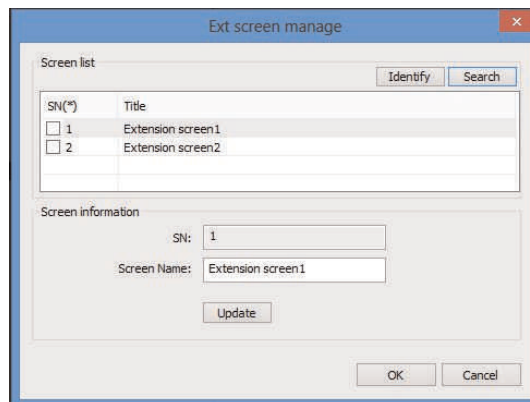 Ext screen manage
Screen list
Identify Search
SN(*) Title
1 Extension screen1
2 Extension screen2
Screen information
SN: 1
Screen Name: Extension screen1
Update
OK Cancel